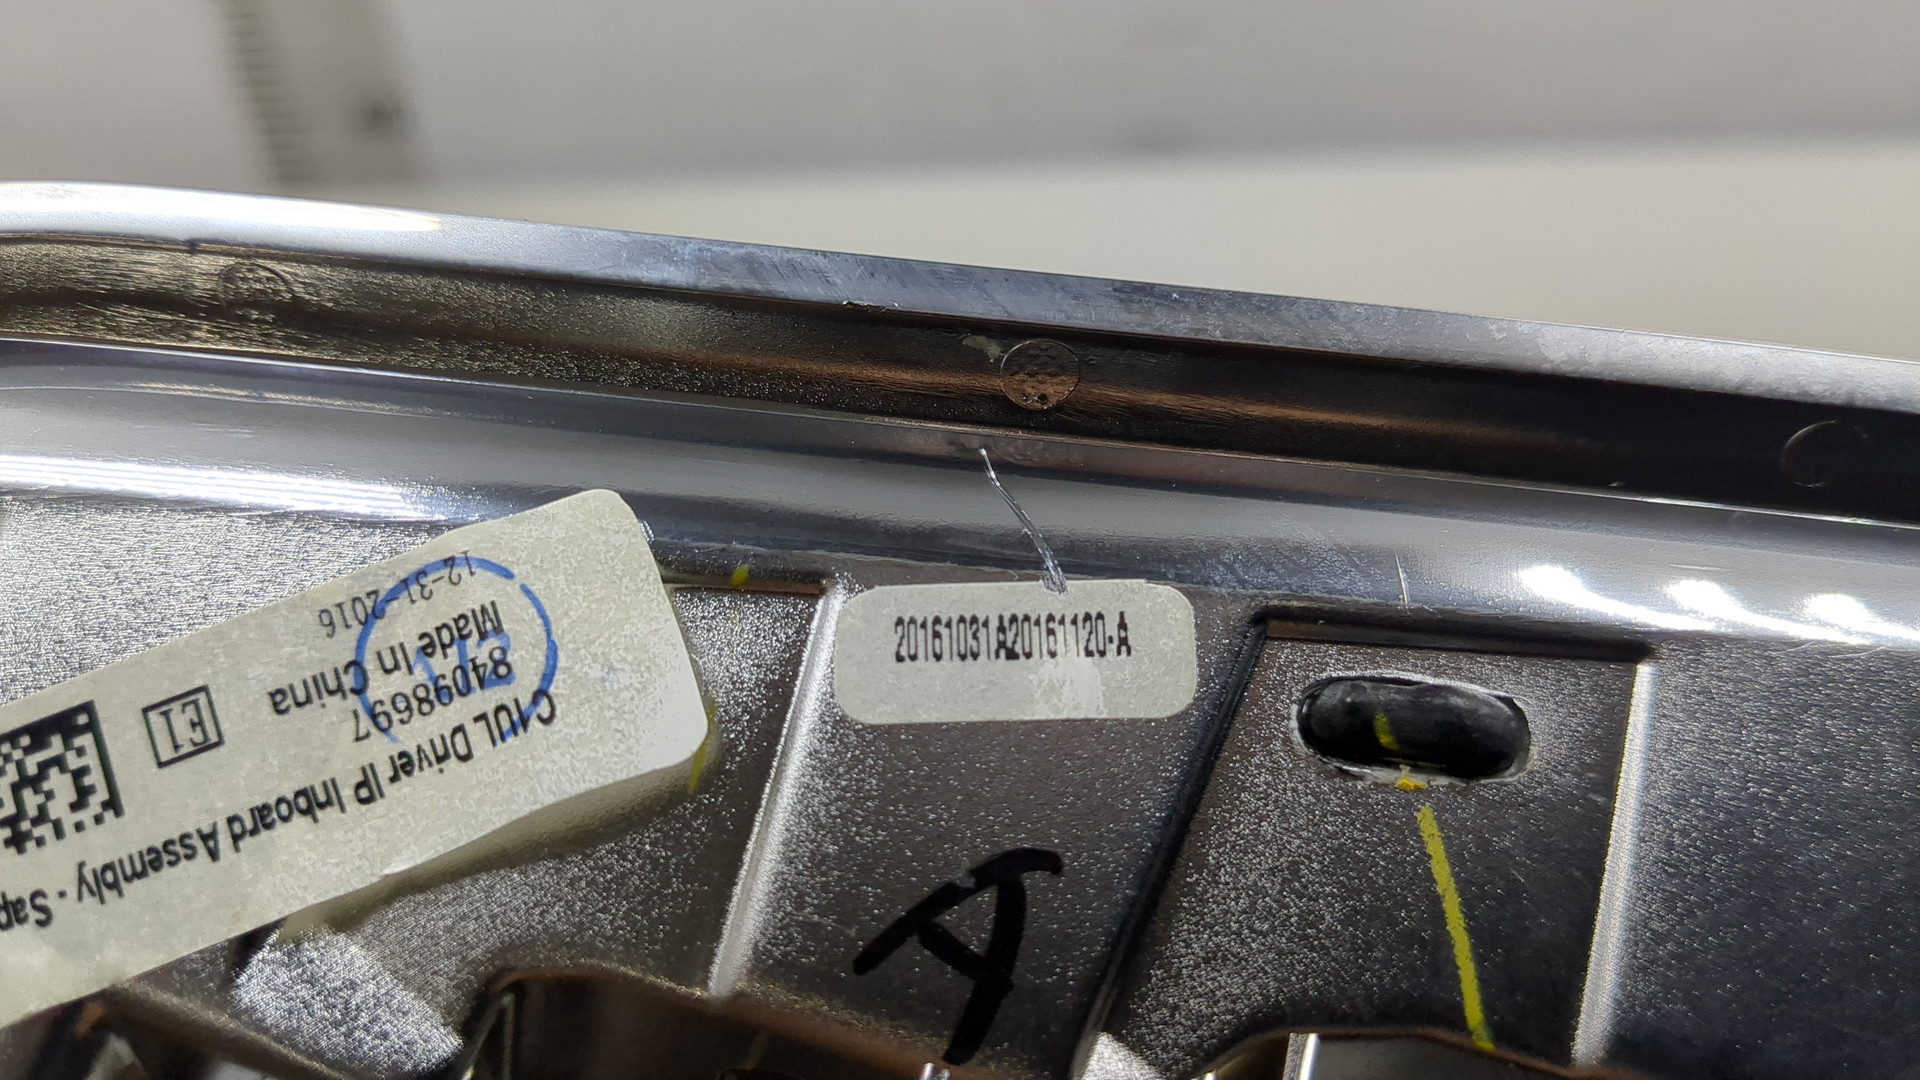 C1UL Driver IP Inboard Assembly - Sap
84098697
Made In China
12-31-2016
E1
20161031A20161120-A
A